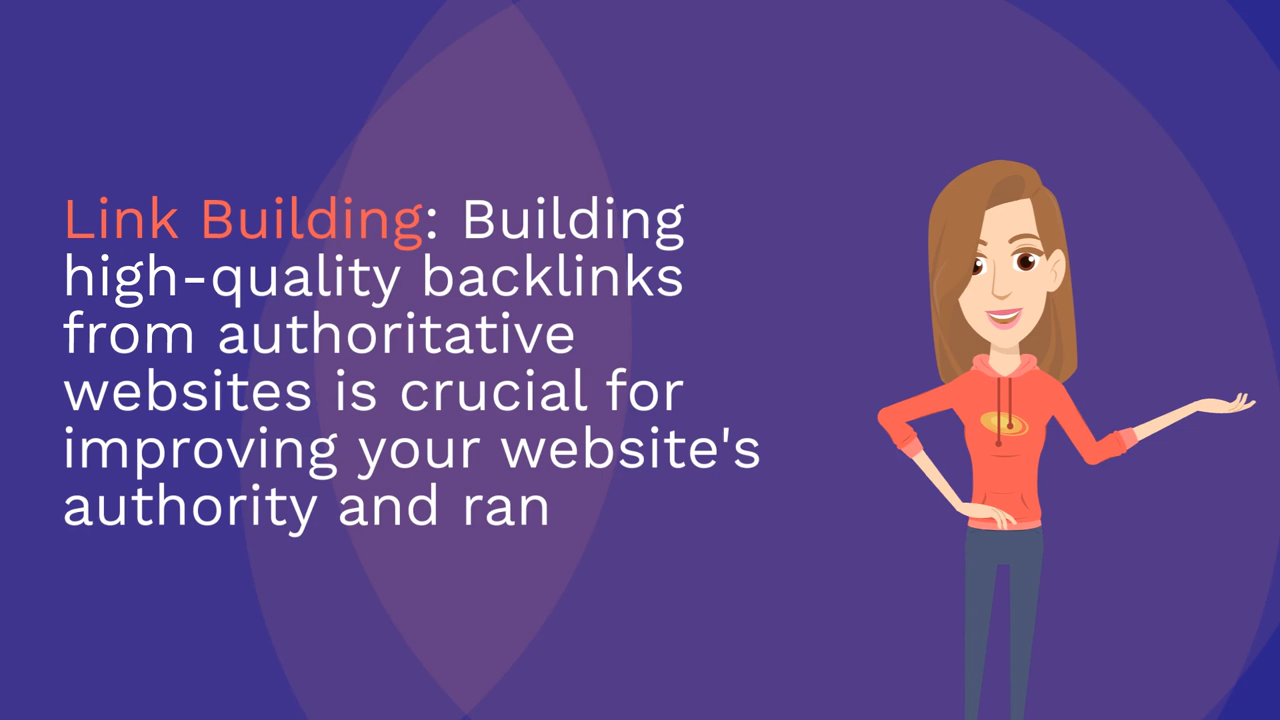 Link Building: Building
high-quality backlinks
from authoritative
websites is crucial for
improving your website's
authority and ran